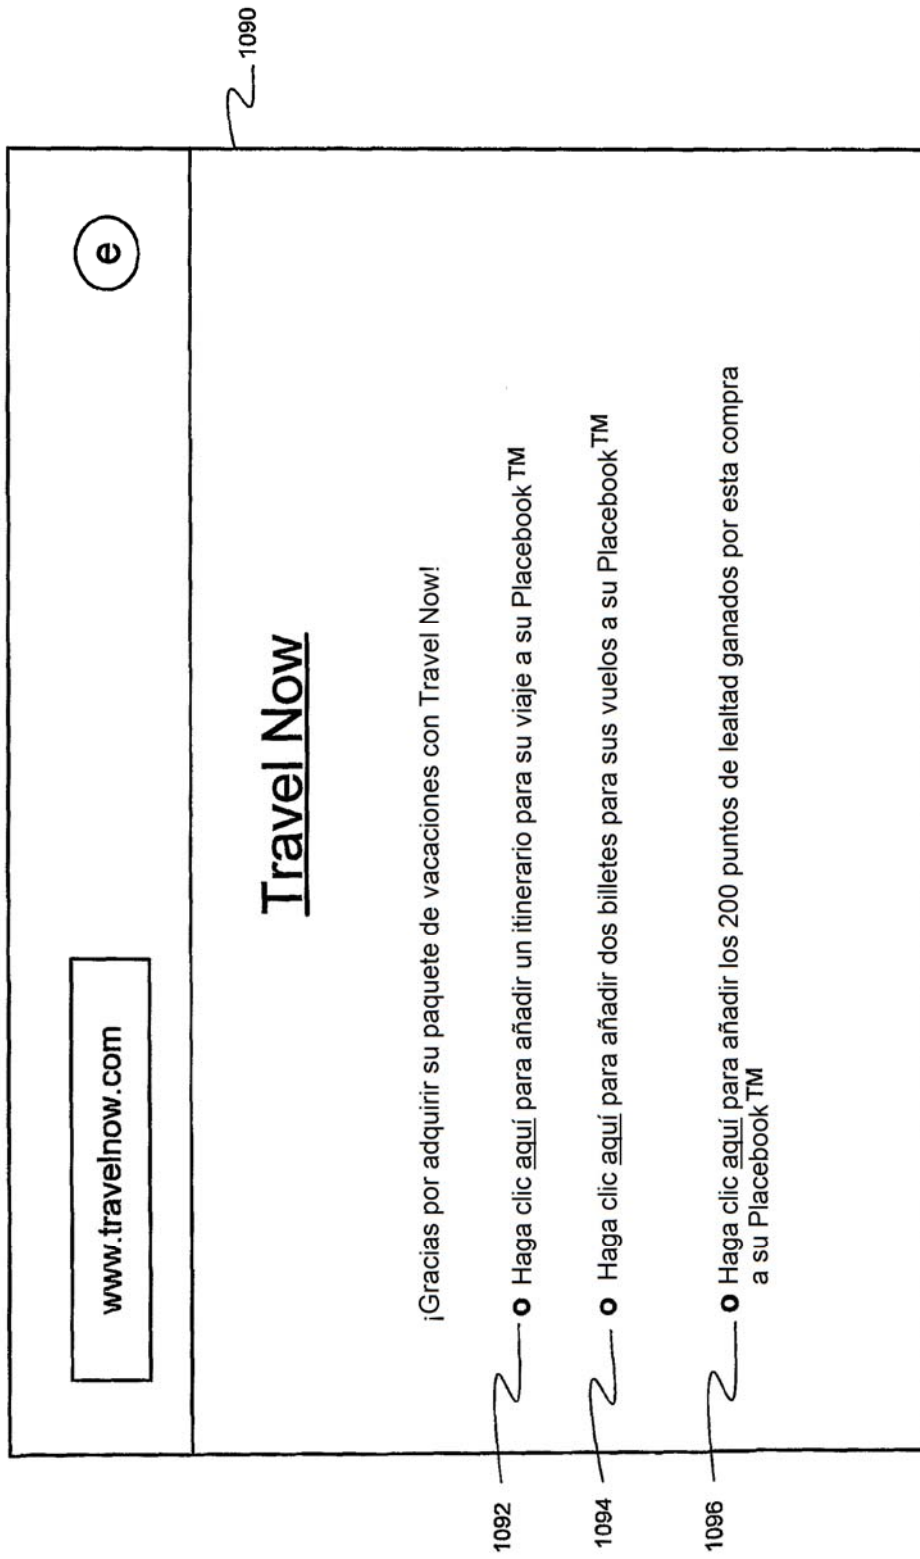 www.travelnow.com
e
1090
Travel Now
¡Gracias por adquirir su paquete de vacaciones con Travel Now!
1092
o Haga clic aquí para añadir un itinerario para su viaje a su Placebook™
1094
o Haga clic aquí para añadir dos billetes para sus vuelos a su Placebook™
1096
o Haga clic aquí para añadir los 200 puntos de lealtad ganados por esta compra
a su Placebook™